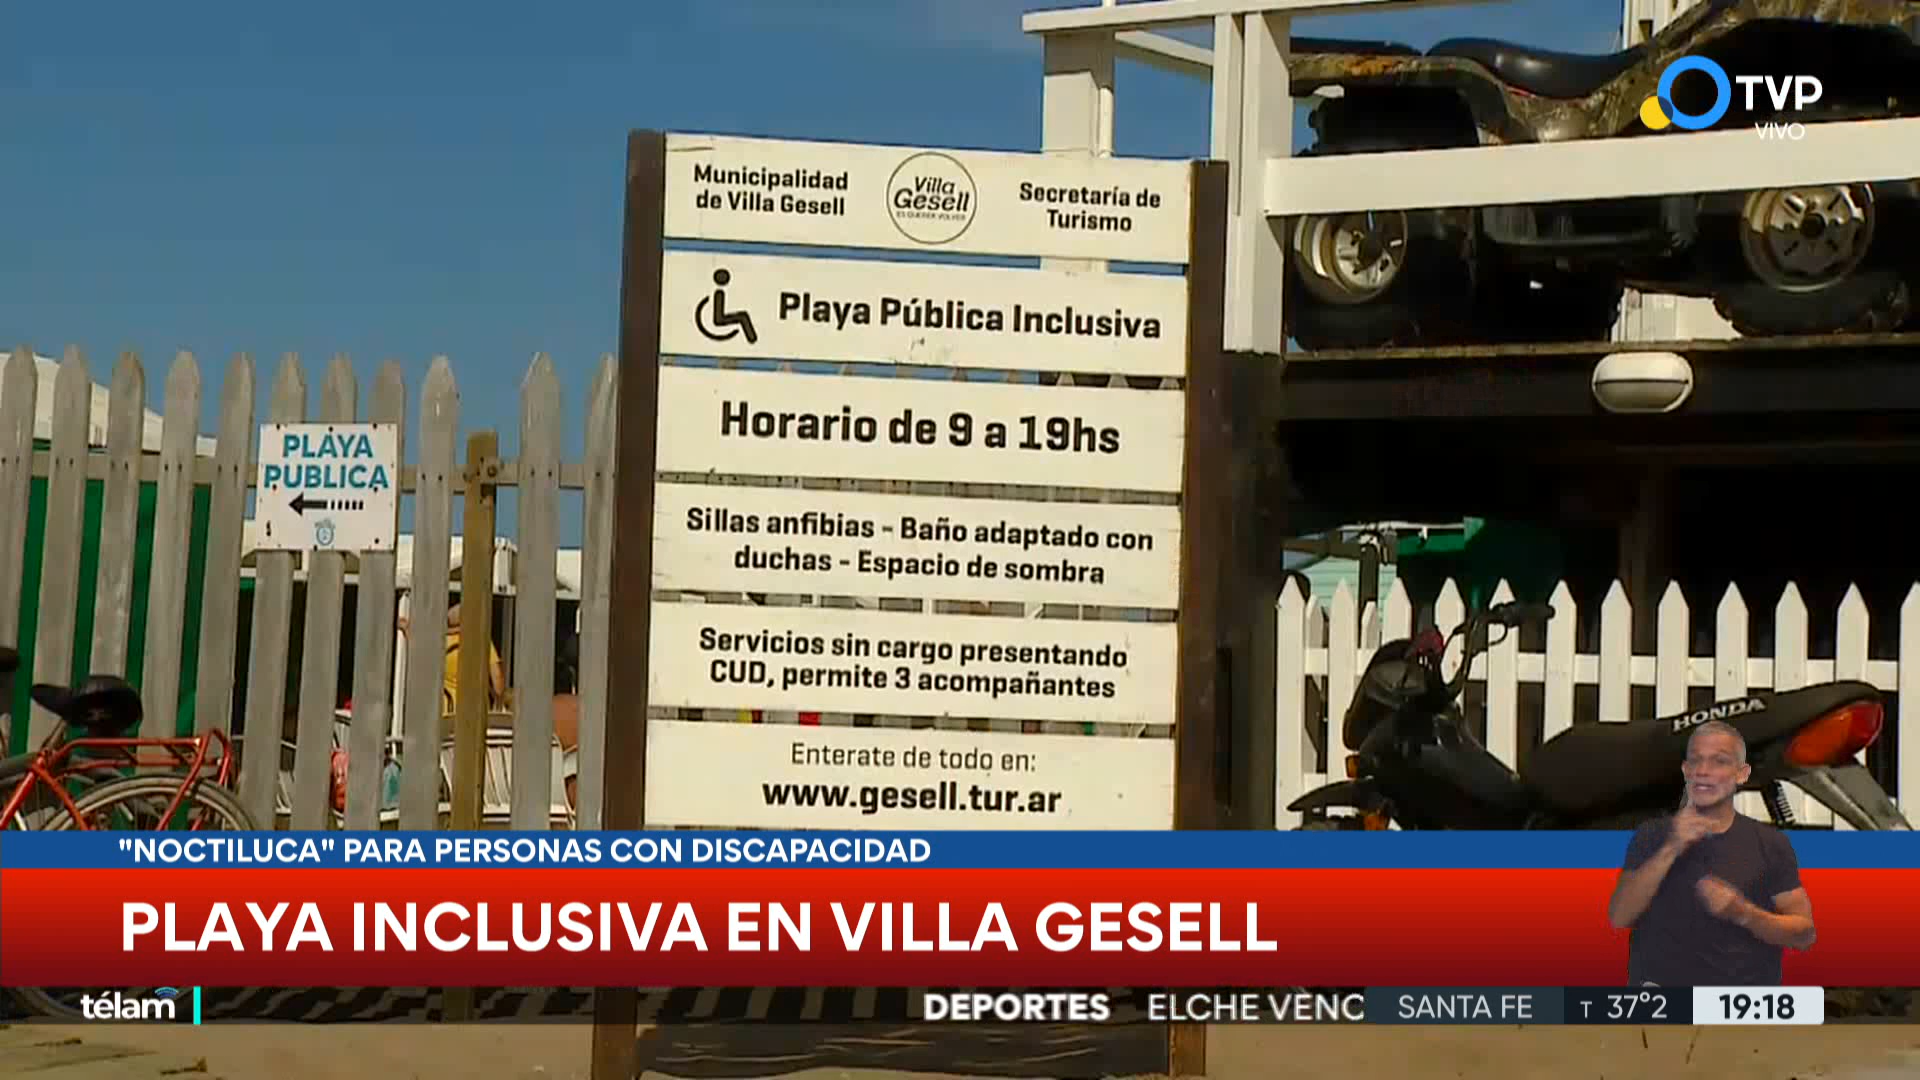 TVP
VIVO
Municipalidad
de Villa Gesell
Villa
Gesell
ES QUERER VOLVER
Secretaría de
Turismo
Playa Pública Inclusiva
Horario de 9 a 19hs
Sillas anfibias - Baño adaptado con
duchas - Espacio de sombra
Servicios sin cargo presentando
CUD, permite 3 acompañantes
Enterate de todo en:
www.gesell.tur.ar
PLAYA
PUBLICA
HONDA
"NOCTILUCA" PARA PERSONAS CON DISCAPACIDAD
PLAYA INCLUSIVA EN VILLA GESELL
télam
DEPORTES ELCHE VENC
SANTA FE T 37°2 19:18